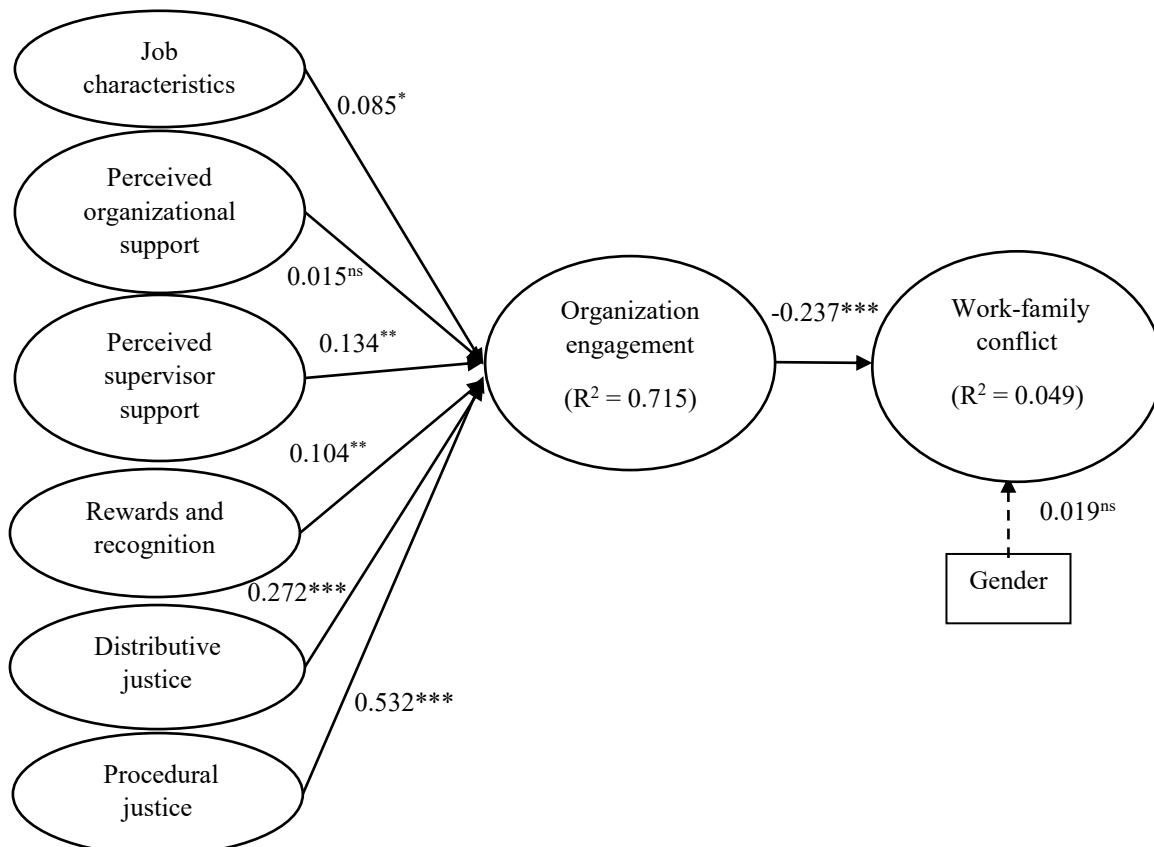 Job
characteristics
0.085*
Perceived
organizational
support
0.015ns
Perceived
supervisor
support
0.134**
Rewards and
recognition
0.104**
Distributive
justice
0.272***
Procedural
justice
0.532***
Organization
engagement
(R² = 0.715)
-0.237***
Work-family
conflict
(R² = 0.049)
0.019ns
Gender